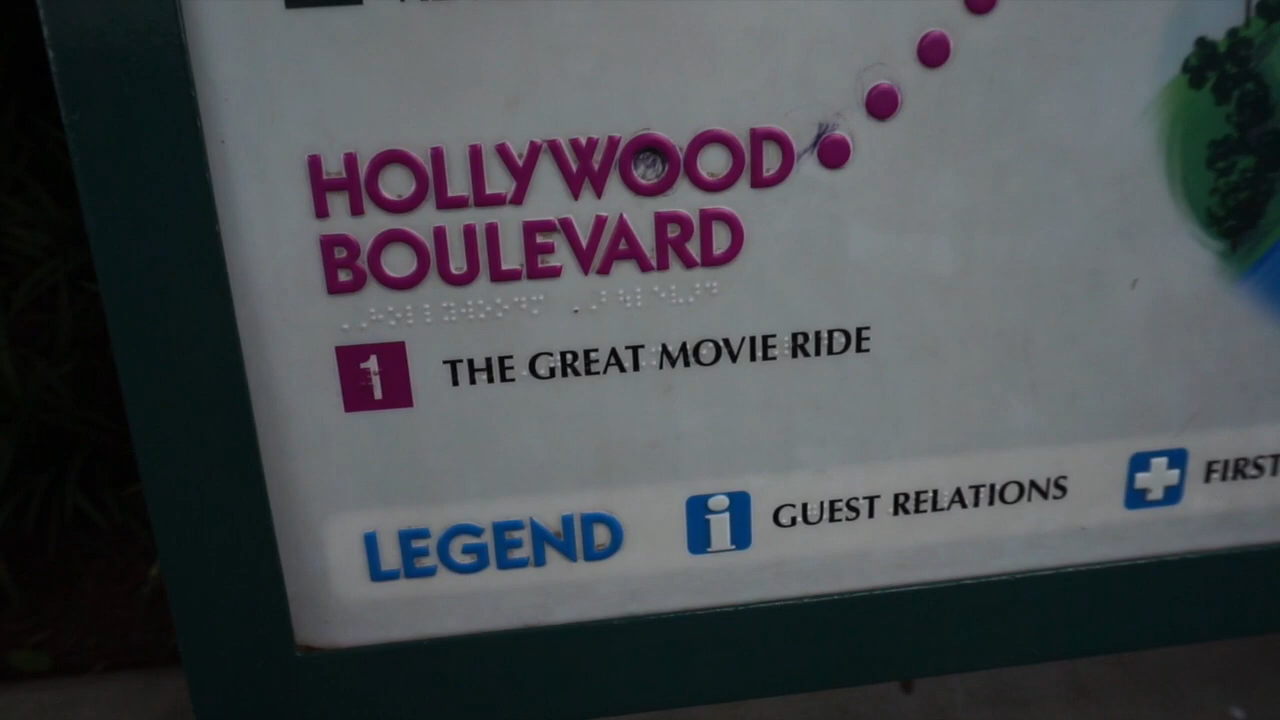 HOLLYWOOD
BOULEVARD
1 THE GREAT MOVIE RIDE
LEGEND i GUEST RELATIONS FIRST